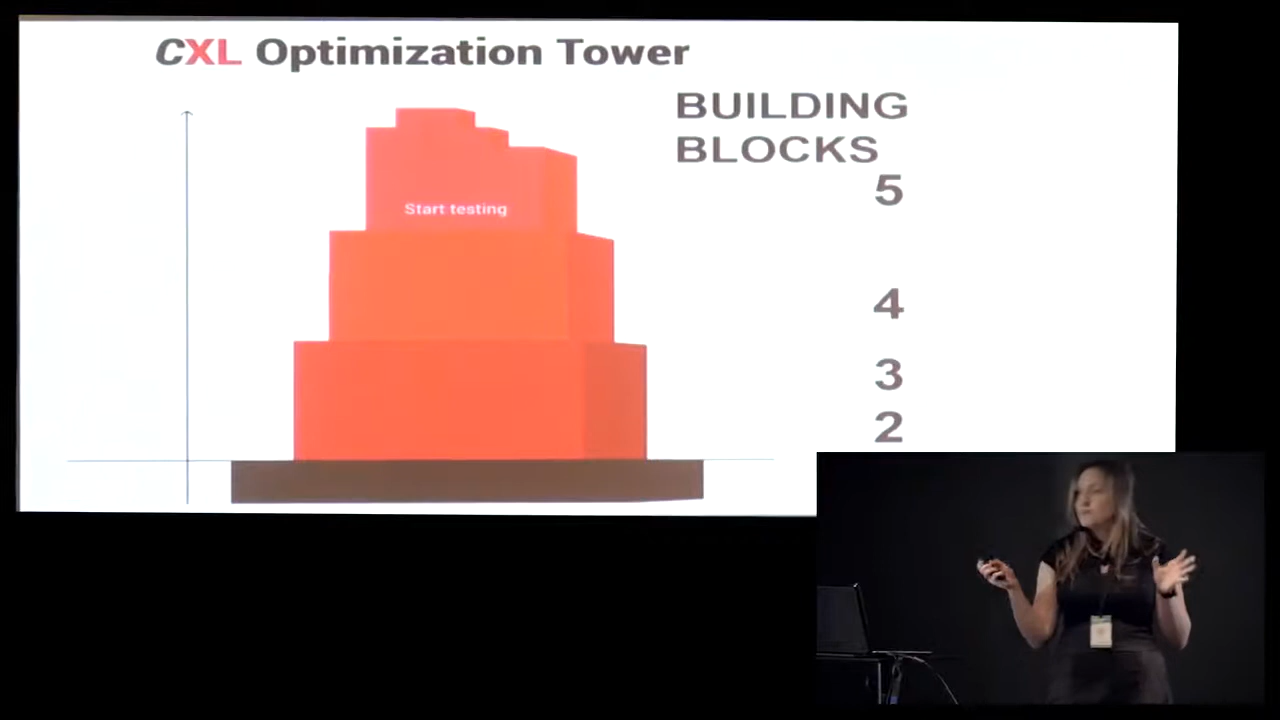 CXL Optimization Tower
BUILDING
BLOCKS
5
Start testing
4
3
2